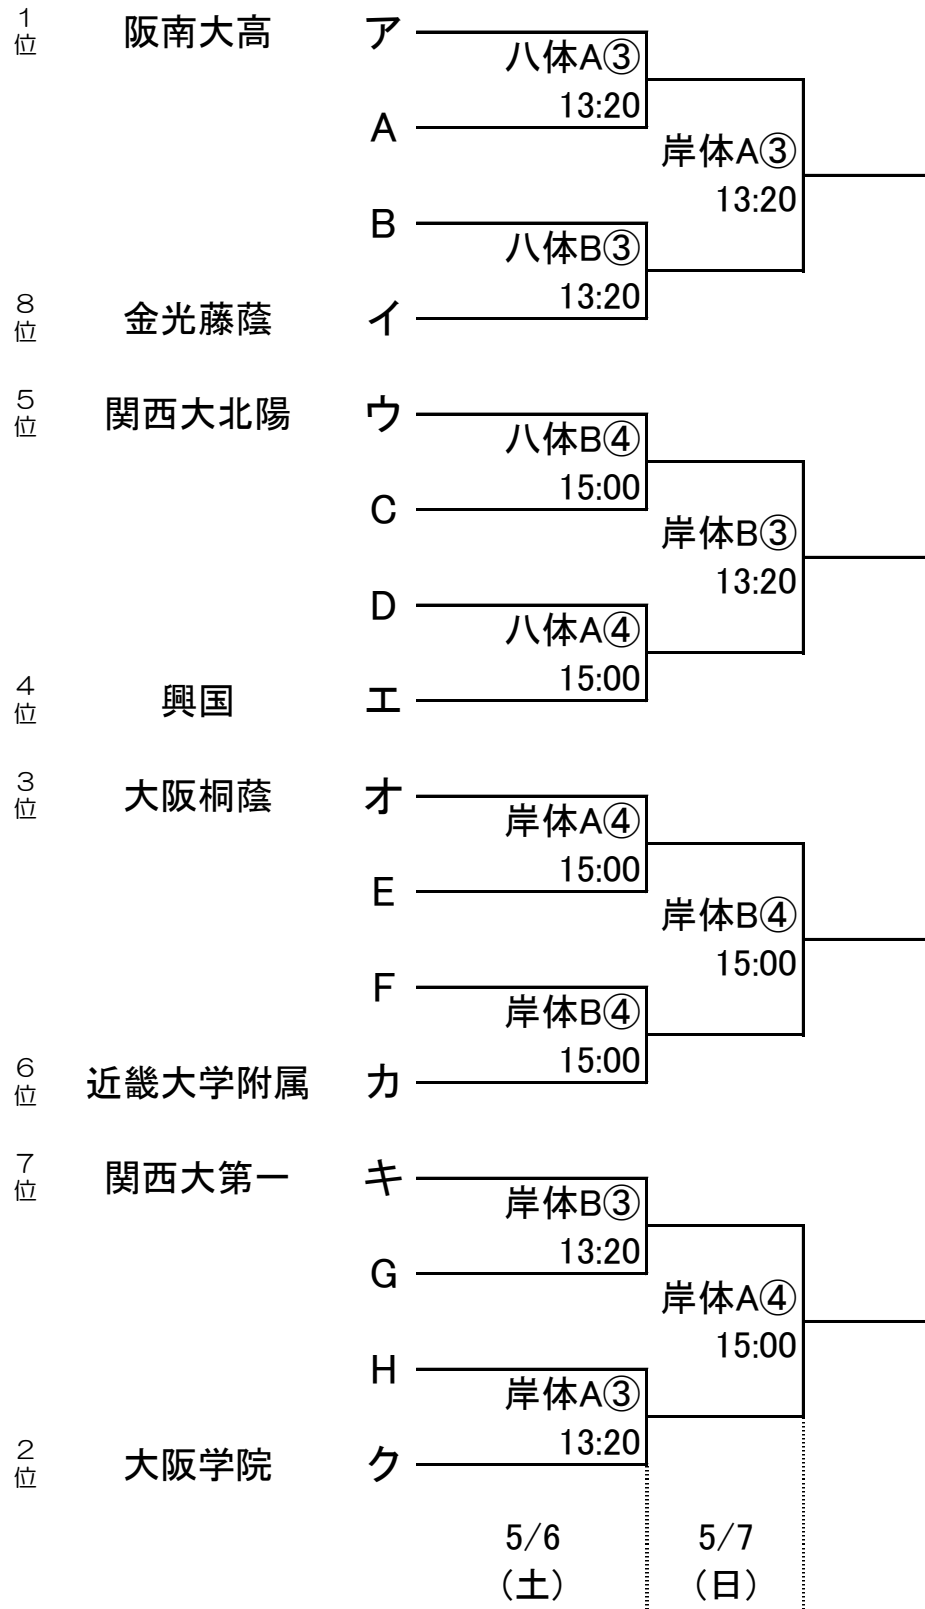 1位 阪南大高 ア
八体A③
13:20
A
岸体A③
13:20
B
八体B③
13:20
8位 金光藤蔭 イ
5位 関西大北陽 ウ
八体B④
15:00
C
岸体B③
13:20
D
八体A④
15:00
4位 興国 エ
3位 大阪桐蔭 オ
岸体A④
15:00
E
岸体B④
15:00
F
岸体B④
15:00
6位 近畿大学附属 カ
7位 関西大第一 キ
岸体B③
13:20
G
岸体A④
15:00
H
岸体A③
13:20
2位 大阪学院 ク
5/6 5/7
（土） （日）